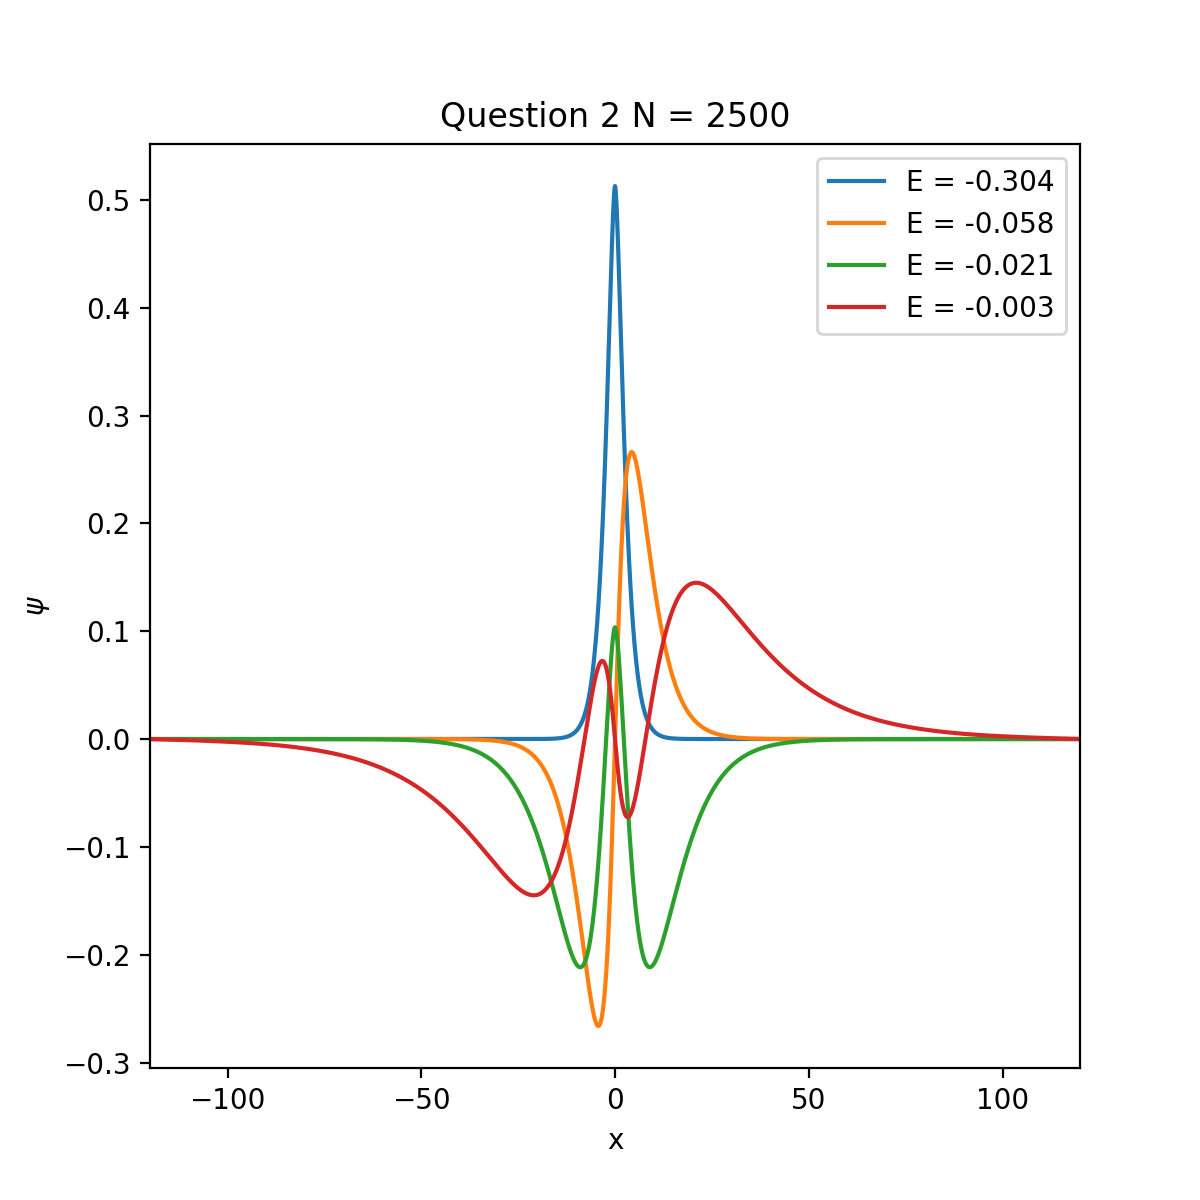 Question 2 N = 2500
E = -0.304
E = -0.058
E = -0.021
E = -0.003
0.5
0.4
0.3
0.2
0.1
0.0
−0.1
−0.2
−0.3
ψ
−100
−50
0
50
100
x